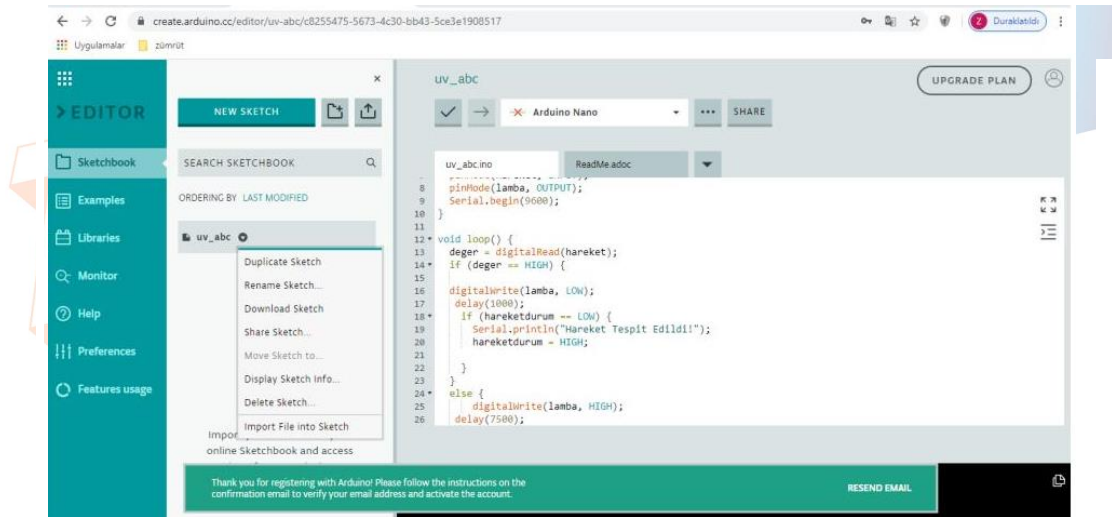 create.arduino.cc/editor/uv-abc/c8255475-5673-4c30-bb43-5ce3e1908517
Z Duraklatıldı
Uygulamalar zümrüt
>EDITOR
Sketchbook
Examples
Libraries
Monitor
Help
Preferences
Features usage
×
NEW SKETCH
SEARCH SKETCHBOOK
ORDERING BY LAST MODIFIED
uv_abc
Duplicate Sketch
Rename Sketch...
Download Sketch
Share Sketch...
Move Sketch to...
Display Sketch Info...
Delete Sketch...
Import File into Sketch
online Sketchbook and access
uv_abc
UPGRADE PLAN
Arduino Nano
SHARE
uv_abc.ino
ReadMe.adoc
8 pinMode(lamba, OUTPUT);
9 Serial.begin(9600);
10 }
11
12 void loop() {
13 deger = digitalRead(hareket);
14 if (deger == HIGH) {
15
16 digitalWrite(lamba, LOW);
17 delay(1000);
18 if (hareketdurum == LOW) {
19 Serial.println("Hareket Tespit Edildi!");
20 hareketdurum = HIGH;
21
22 }
23 }
24 else {
25 digitalWrite(lamba, HIGH);
26 delay(7500);
Thank you for registering with Arduino! Please follow the instructions on the
confirmation email to verify your email address and activate the account.
RESEND EMAIL